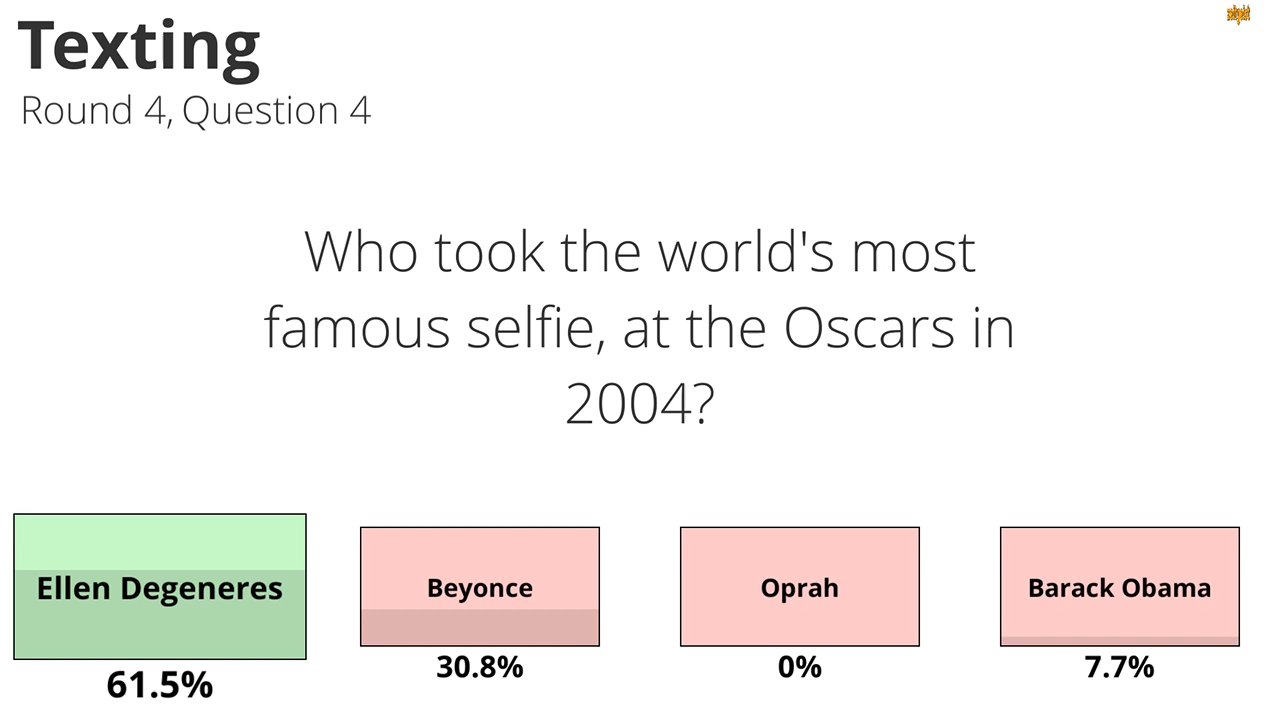 Texting
Round 4, Question 4
Who took the world's most
famous selfie, at the Oscars in
2004?
Ellen Degeneres
Beyonce
Oprah
Barack Obama
61.5%
30.8%
0%
7.7%